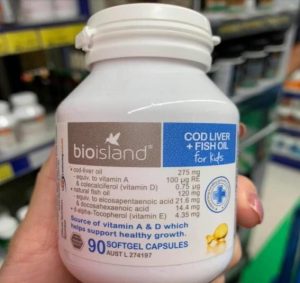 bioisland®
COD LIVER
+ FISH OIL
for kids
• cod-liver oil 275 mg
- equiv. to vitamin A 100 µg RE
& colecalciferol (vitamin D) 0.75 µg
• natural fish oil 120 mg
- equiv. to eicosapentaenoic acid 21.6 mg
& docosahexaenoic acid 14.4 mg
• d-alpha-Tocopherol (vitamin E) 4.35 mg
Source of vitamin A & D which
helps support healthy growth.
90 SOFTGEL CAPSULES
AUST L 274197